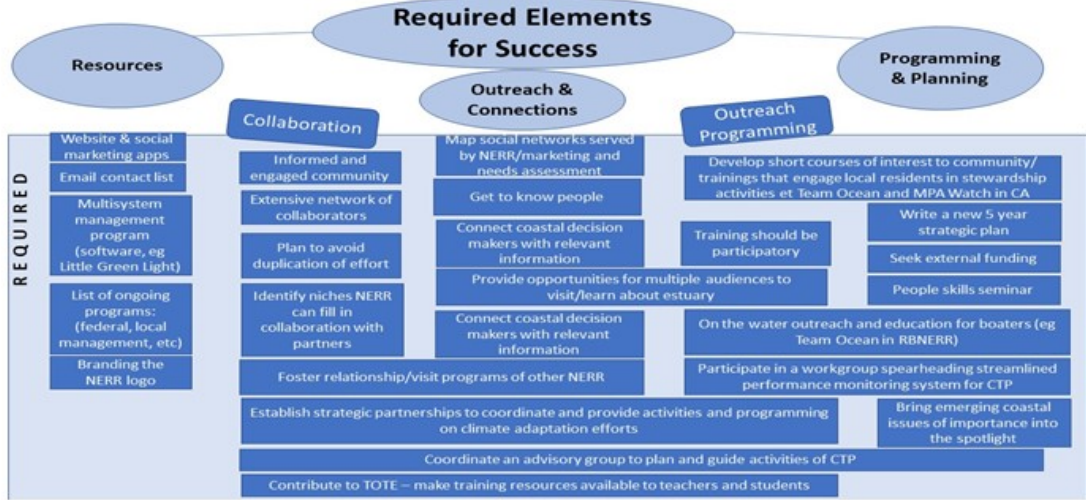 Required Elements
for Success
Resources
Outreach &
Connections
Programming
& Planning
Collaboration
Outreach
Programming
REQUIRED
Website & social
marketing apps
Email contact list
Multisystem
management
program
(software, eg
Little Green Light)
List of ongoing
programs:
(federal, local
management, etc)
Branding the
NERR logo
Informed and
engaged community
Extensive network of
collaborators
Plan to avoid
duplication of effort
Identify niches NERR
can fill in
collaboration with
partners
Map social networks served
by NERR/marketing and
needs assessment
Get to know people
Connect coastal decision
makers with relevant
information
Provide opportunities for multiple audiences to
visit/learn about estuary
Connect coastal decision
makers with relevant
information
Develop short courses of interest to community/
trainings that engage local residents in stewardship
activities et Team Ocean and MPA Watch in CA
Training should be
participatory
Write a new 5 year
strategic plan
Seek external funding
People skills seminar
On the water outreach and education for boaters (eg
Team Ocean in RBNERR)
Foster relationship/visit programs of other NERR
Participate in a workgroup spearheading streamlined
performance monitoring system for CTP
Establish strategic partnerships to coordinate and provide activities and programming
on climate adaptation efforts
Bring emerging coastal
issues of importance into
the spotlight
Coordinate an advisory group to plan and guide activities of CTP
Contribute to TOTE – make training resources available to teachers and students